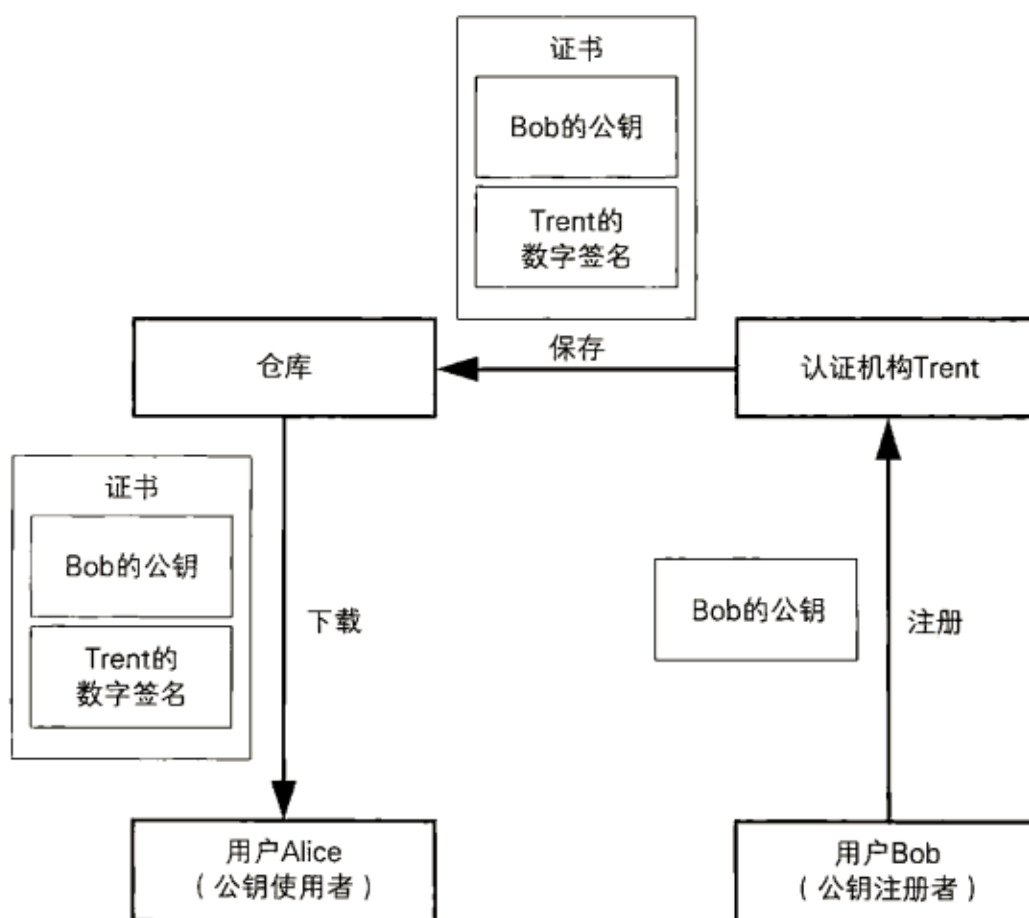 证书
Bob的公钥
Trent的
数字签名
仓库
保存
认证机构Trent
证书
Bob的公钥
Trent的
数字签名
下载
Bob的公钥
注册
用户Alice
（公钥使用者）
用户Bob
（公钥注册者）